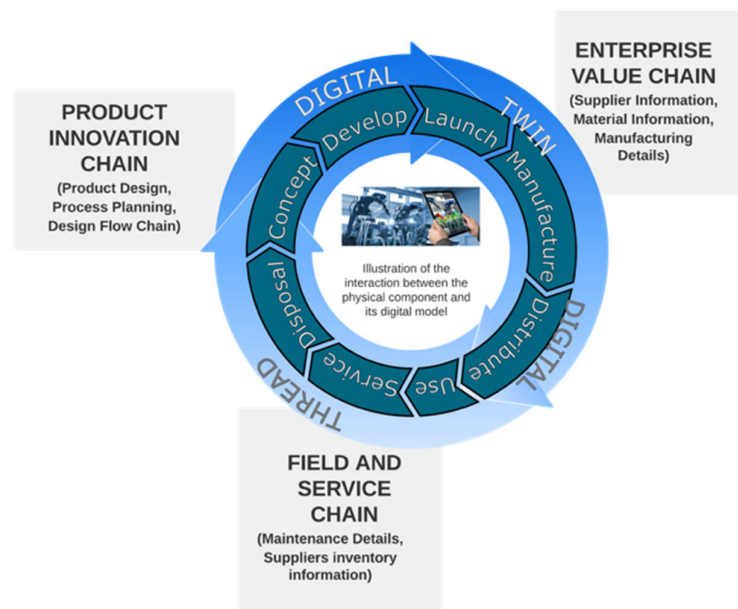 ENTERPRISE
VALUE CHAIN
(Supplier Information,
Material Information,
Manufacturing
Details)
PRODUCT
INNOVATION
CHAIN
(Product Design,
Process Planning,
Design Flow Chain)
DIGITAL
TWIN
DIGITAL
THREAD
Concept
Develop
Launch
Manufacture
Distribute
Use
Service
Disposal
Illustration of the
interaction between the
physical component and
its digital model
FIELD AND
SERVICE
CHAIN
(Maintenance Details,
Suppliers inventory
information)